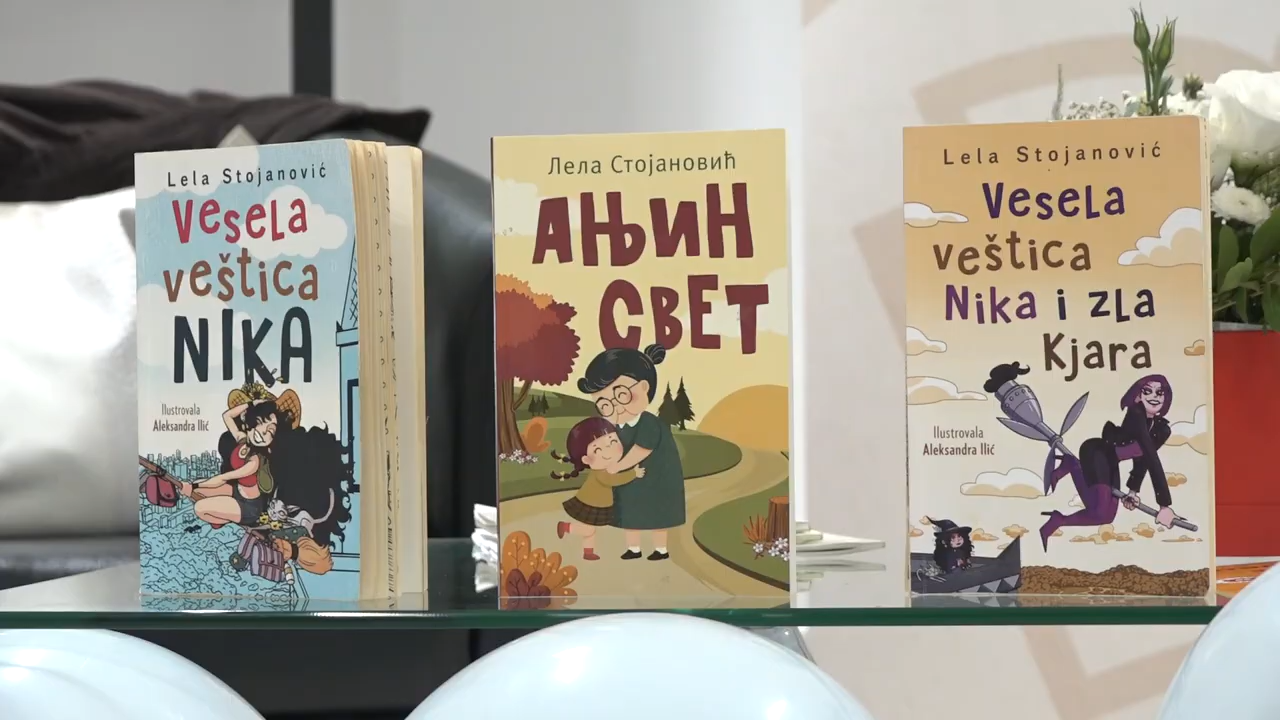 Lela Stojanović
Vesela
veštica
NIKA
Ilustrovala
Aleksandra Ilić
Лела Стојановић
АЊИН
СВЕТ
Lela Stojanović
Vesela
veštica
Nika i zla
Kjara
Ilustrovala
Aleksandra Ilić